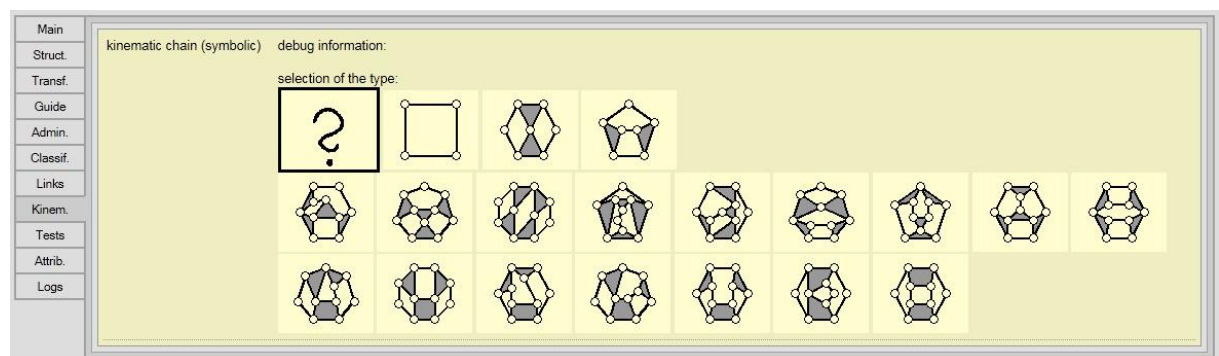 Main
Struct.
Transf.
Guide
Admin.
Classif.
Links
Kinem.
Tests
Attrib.
Logs
kinematic chain (symbolic)
debug information:
selection of the type:
?